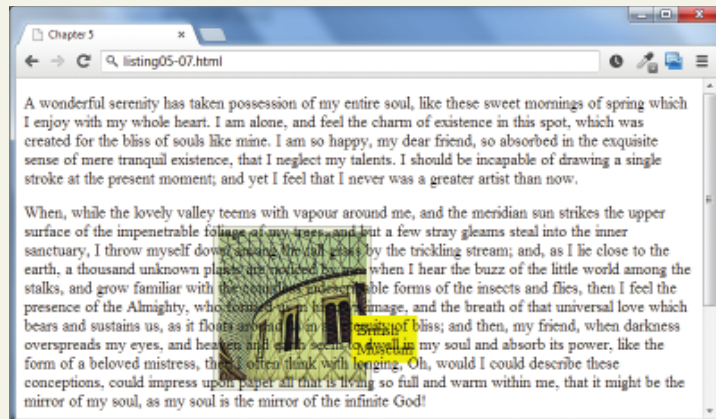 Chapter 5
listing05-07.html
A wonderful serenity has taken possession of my entire soul, like these sweet mornings of spring which
I enjoy with my whole heart. I am alone, and feel the charm of existence in this spot, which was
created for the bliss of souls like mine. I am so happy, my dear friend, so absorbed in the exquisite
sense of mere tranquil existence, that I neglect my talents. I should be incapable of drawing a single
stroke at the present moment; and yet I feel that I never was a greater artist than now.
When, while the lovely valley teems with vapour around me, and the meridian sun strikes the upper
surface of the impenetrable foliage of my trees, and but a few stray gleams steal into the inner
sanctuary, I throw myself down among the tall grass by the trickling stream; and, as I lie close to the
earth, a thousand unknown plants are noticed by me: when I hear the buzz of the little world among the
stalks, and grow familiar with the countless indescribable forms of the insects and flies, then I feel the
presence of the Almighty, who formed us in his own image, and the breath of that universal love which
bears and sustains us, as it floats around us in an eternity of bliss; and then, my friend, when darkness
overspreads my eyes, and heaven and earth seem to dwell in my soul and absorb its power, like the
form of a beloved mistress, then I often think with longing, Oh, would I could describe these
conceptions, could impress upon paper all that is living so full and warm within me, that it might be the
mirror of my soul, as my soul is the mirror of the infinite God!
British
Museum